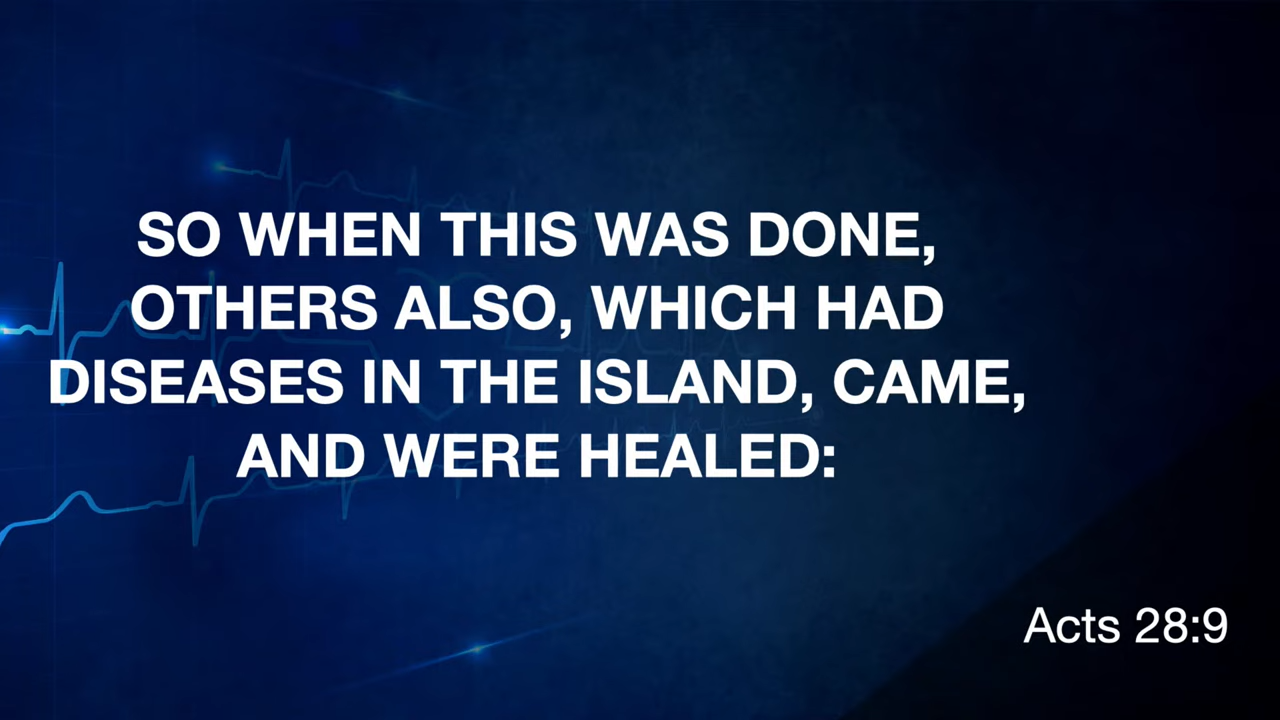 SO WHEN THIS WAS DONE,
OTHERS ALSO, WHICH HAD
DISEASES IN THE ISLAND, CAME,
AND WERE HEALED:
Acts 28:9